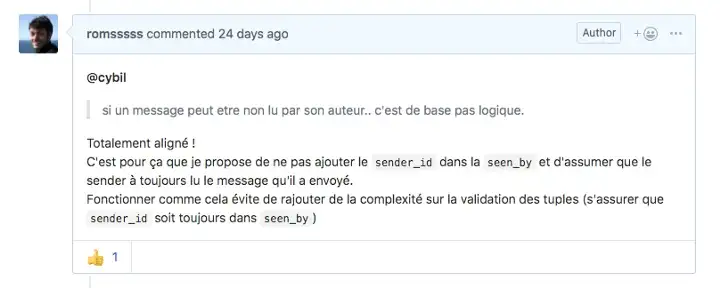 romsssss commented 24 days ago
Author
@cybil
si un message peut etre non lu par son auteur.. c'est de base pas logique.
Totalement aligné !
C'est pour ça que je propose de ne pas ajouter le sender_id dans la seen_by et d'assumer que le
sender à toujours lu le message qu'il a envoyé.
Fonctionner comme cela évite de rajouter de la complexité sur la validation des tuples (s'assurer que
sender_id soit toujours dans seen_by )
1